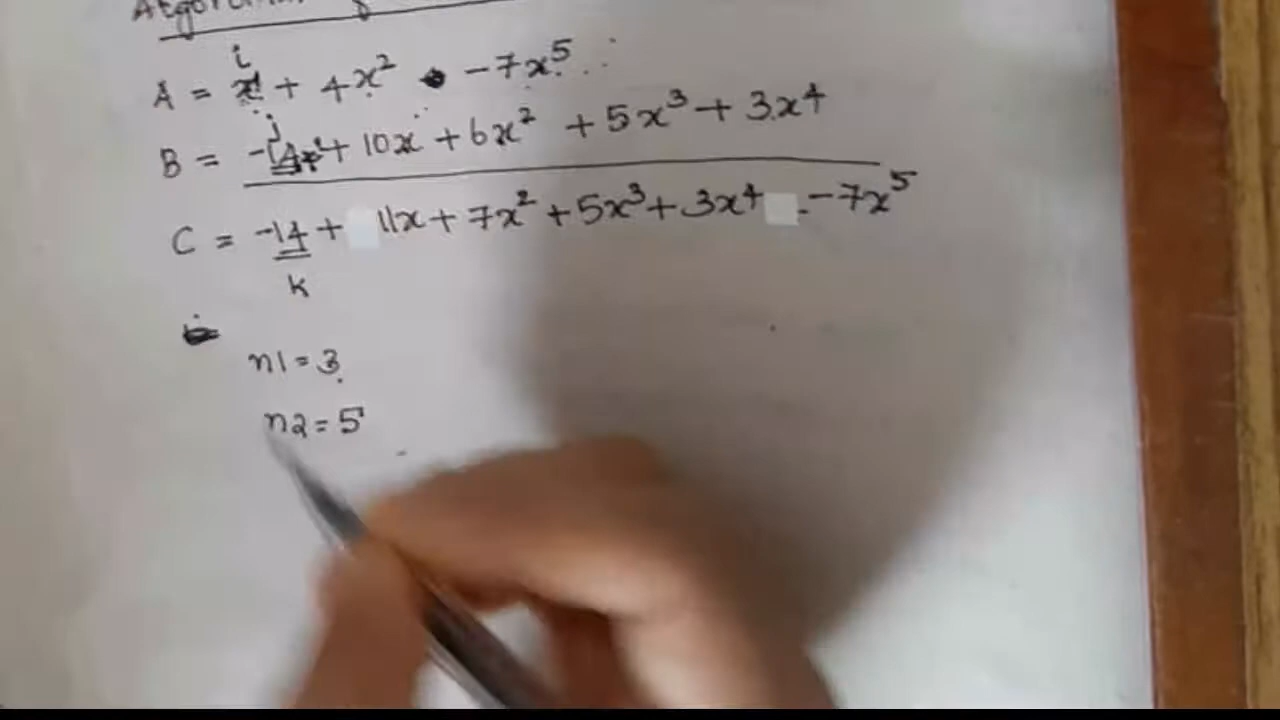 i
A = x + 4x² - 7x⁵
j
B = -14 + 10x + 6x² + 5x³ + 3x⁴
C = -14 + 11x + 7x² + 5x³ + 3x⁴ - 7x⁵
k
n1 = 3
n2 = 5